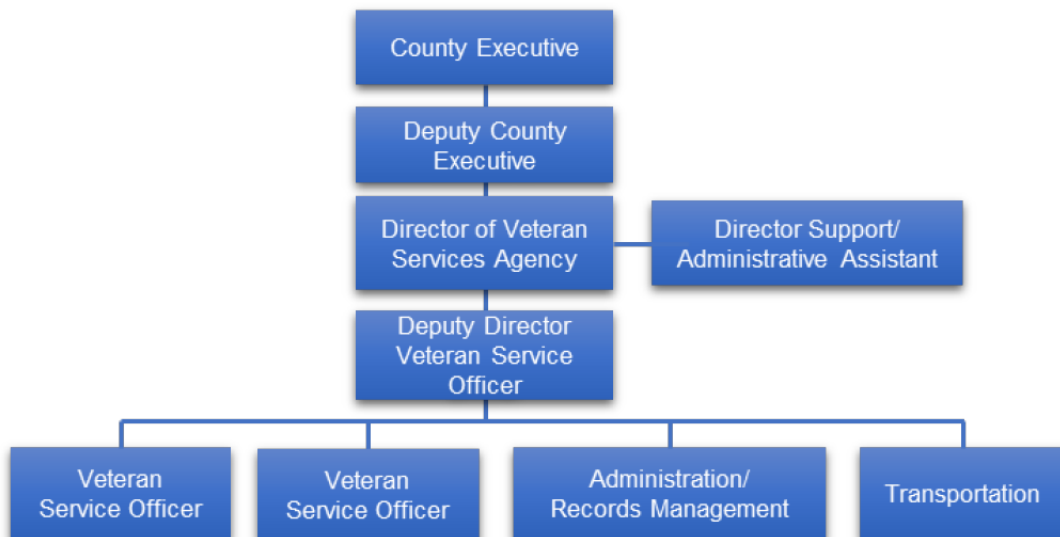 County Executive
Deputy County
Executive
Director of Veteran
Services Agency
Director Support/
Administrative Assistant
Deputy Director
Veteran Service
Officer
Veteran
Service Officer
Veteran
Service Officer
Administration/
Records Management
Transportation